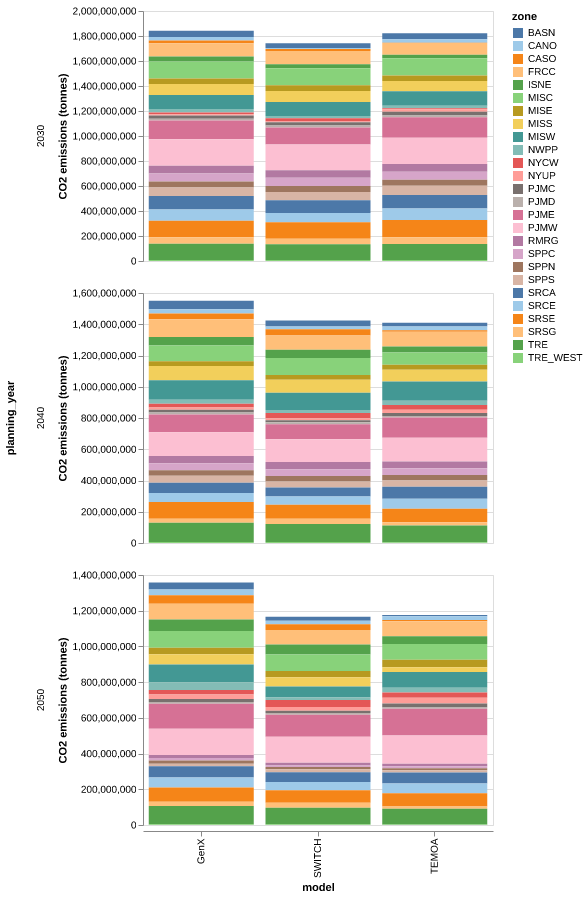 planning_year
2030
CO2 emissions (tonnes)
2,000,000,000
1,800,000,000
1,600,000,000
1,400,000,000
1,200,000,000
1,000,000,000
800,000,000
600,000,000
400,000,000
200,000,000
0
2040
CO2 emissions (tonnes)
1,600,000,000
1,400,000,000
1,200,000,000
1,000,000,000
800,000,000
600,000,000
400,000,000
200,000,000
0
2050
CO2 emissions (tonnes)
1,400,000,000
1,200,000,000
1,000,000,000
800,000,000
600,000,000
400,000,000
200,000,000
0
GenX
SWITCH
TEMOA
model
zone
BASN
CANO
CASO
FRCC
ISNE
MISC
MISE
MISS
MISW
NWPP
NYCW
NYUP
PJMC
PJMD
PJME
PJMW
RMRG
SPPC
SPPN
SPPS
SRCA
SRCE
SRSE
SRSG
TRE
TRE_WEST